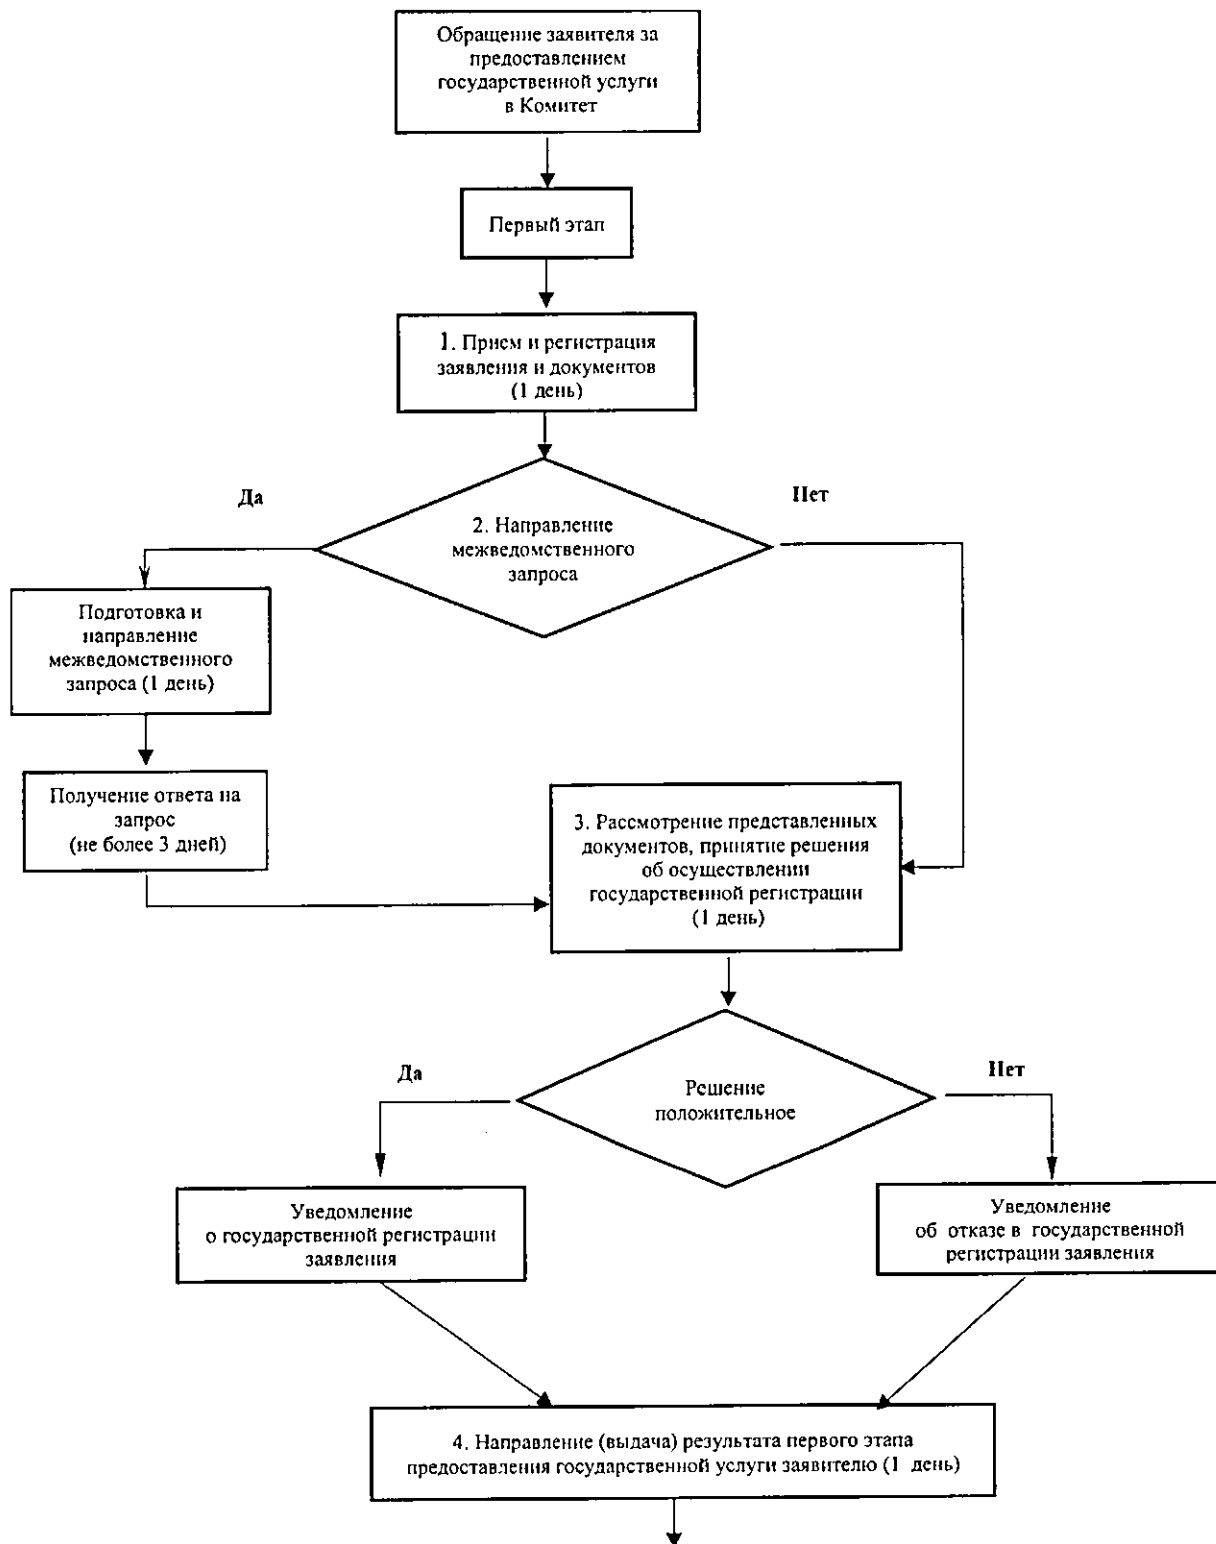 Обращение заявителя за
предоставлением
государственной услуги
в Комитет
Первый этап
1. Прием и регистрация
заявления и документов
(1 день)
Да
Нет
2. Направление
межведомственного
запроса
Подготовка и
направление
межведомственного
запроса (1 день)
Получение ответа на
запрос
(не более 3 дней)
3. Рассмотрение представленных
документов, принятие решения
об осуществлении
государственной регистрации
(1 день)
Да
Нет
Решение
положительное
Уведомление
о государственной регистрации
заявления
Уведомление
об отказе в государственной
регистрации заявления
4. Направление (выдача) результата первого этапа
предоставления государственной услуги заявителю (1 день)